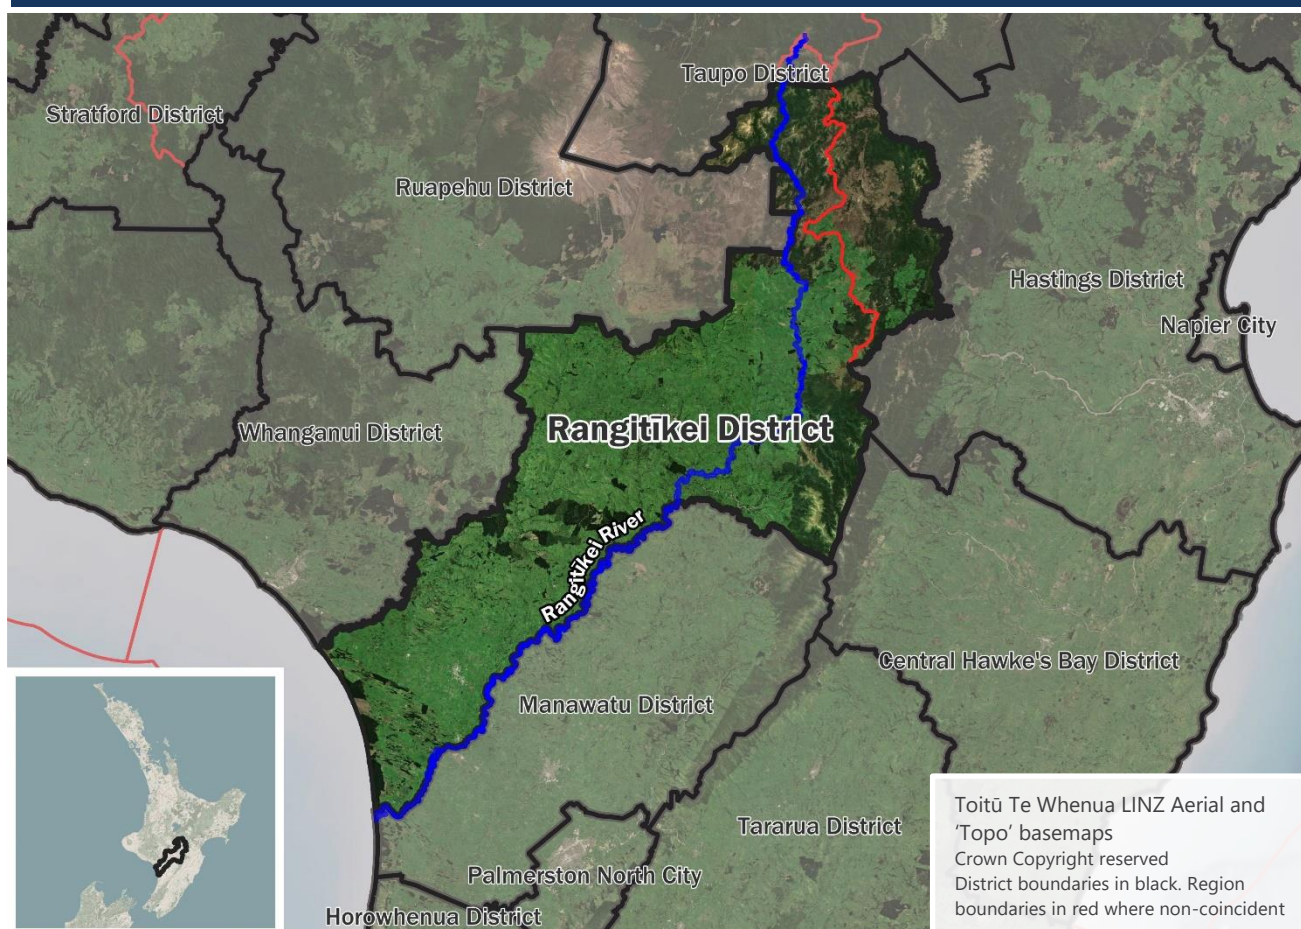 Taupo District
Stratford District
Ruapehu District
Hastings District
Napier City
Rangitīkei District
Whanganui District
Rangitīkei River
Central Hawke's Bay District
Manawatu District
Tararua District
Palmerston North City
Horowhenua District
Toitū Te Whenua LINZ Aerial and
‘Topo’ basemaps
Crown Copyright reserved
District boundaries in black. Region
boundaries in red where non-coincident